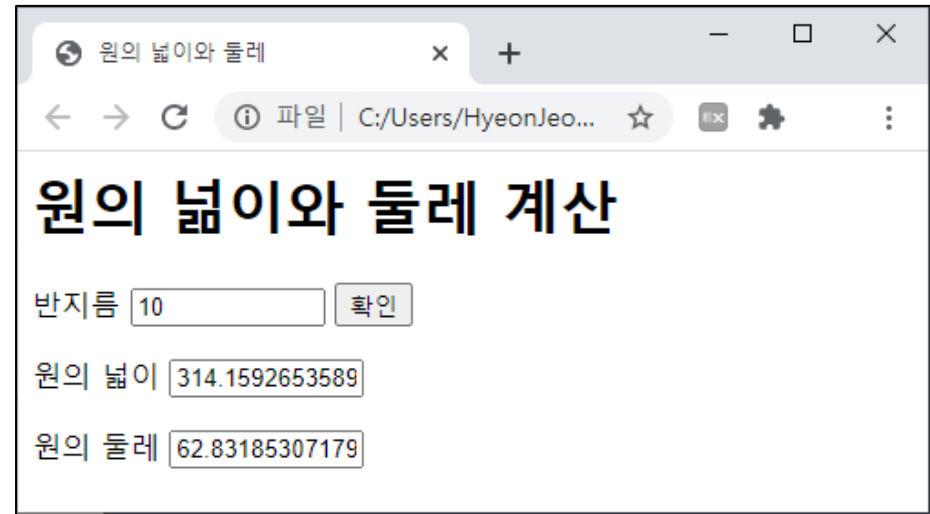 원의 넓이와 둘레
파일 | C:/Users/HyeonJeo...
EX
원의 넓이와 둘레 계산
반지름 10 확인
원의 넓이 314.1592653589
원의 둘레 62.83185307179